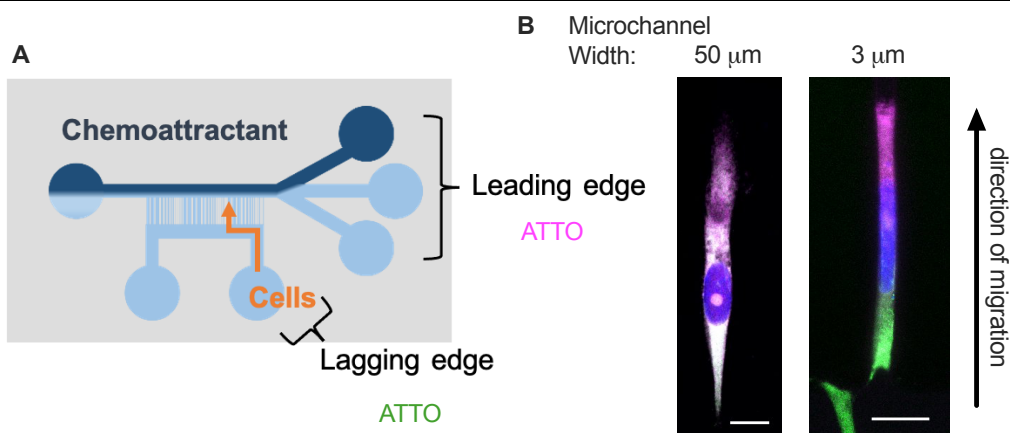 A
Chemoattractant
Leading edge
ATTO
Cells
Lagging edge
ATTO
B Microchannel
Width: 50 μm 3 μm
direction of migration